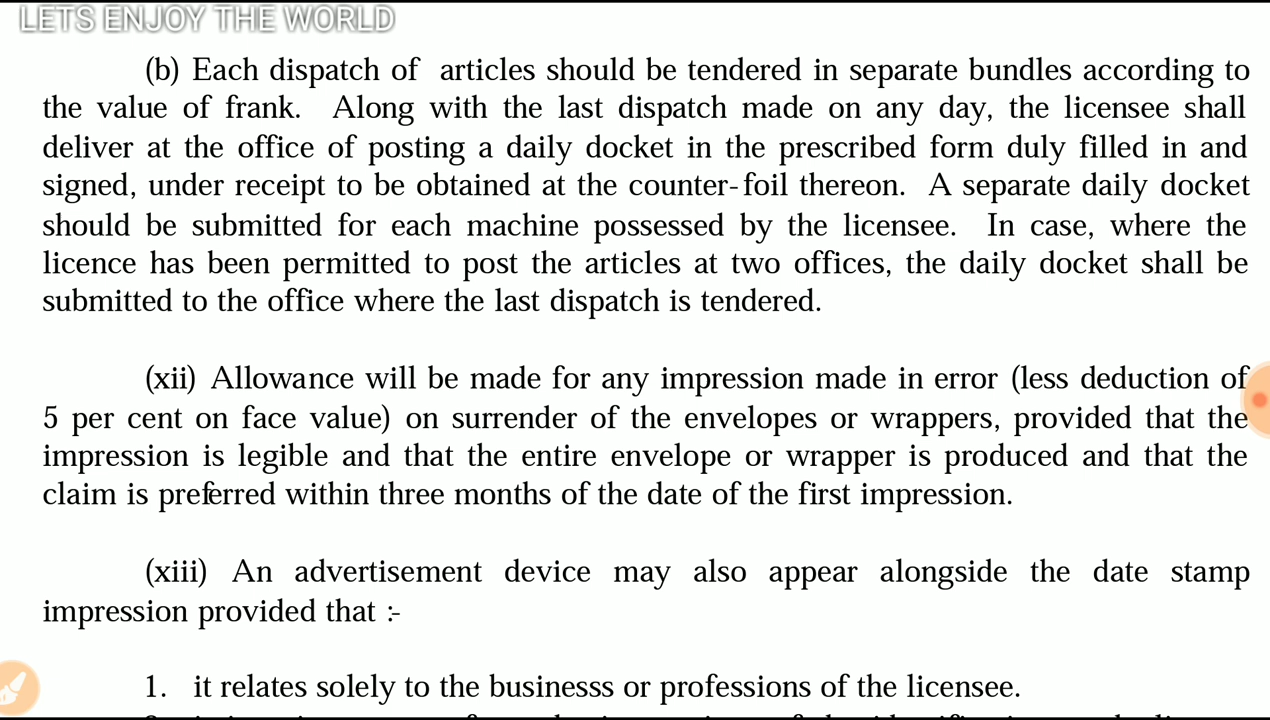 LETS ENJOY THE WORLD
(b) Each dispatch of articles should be tendered in separate bundles according to
the value of frank. Along with the last dispatch made on any day, the licensee shall
deliver at the office of posting a daily docket in the prescribed form duly filled in and
signed, under receipt to be obtained at the counter-foil thereon. A separate daily docket
should be submitted for each machine possessed by the licensee. In case, where the
licence has been permitted to post the articles at two offices, the daily docket shall be
submitted to the office where the last dispatch is tendered.
(xii) Allowance will be made for any impression made in error (less deduction of
5 per cent on face value) on surrender of the envelopes or wrappers, provided that the
impression is legible and that the entire envelope or wrapper is produced and that the
claim is preferred within three months of the date of the first impression.
(xiii) An advertisement device may also appear alongside the date stamp
impression provided that :-
1. it relates solely to the businesss or professions of the licensee.